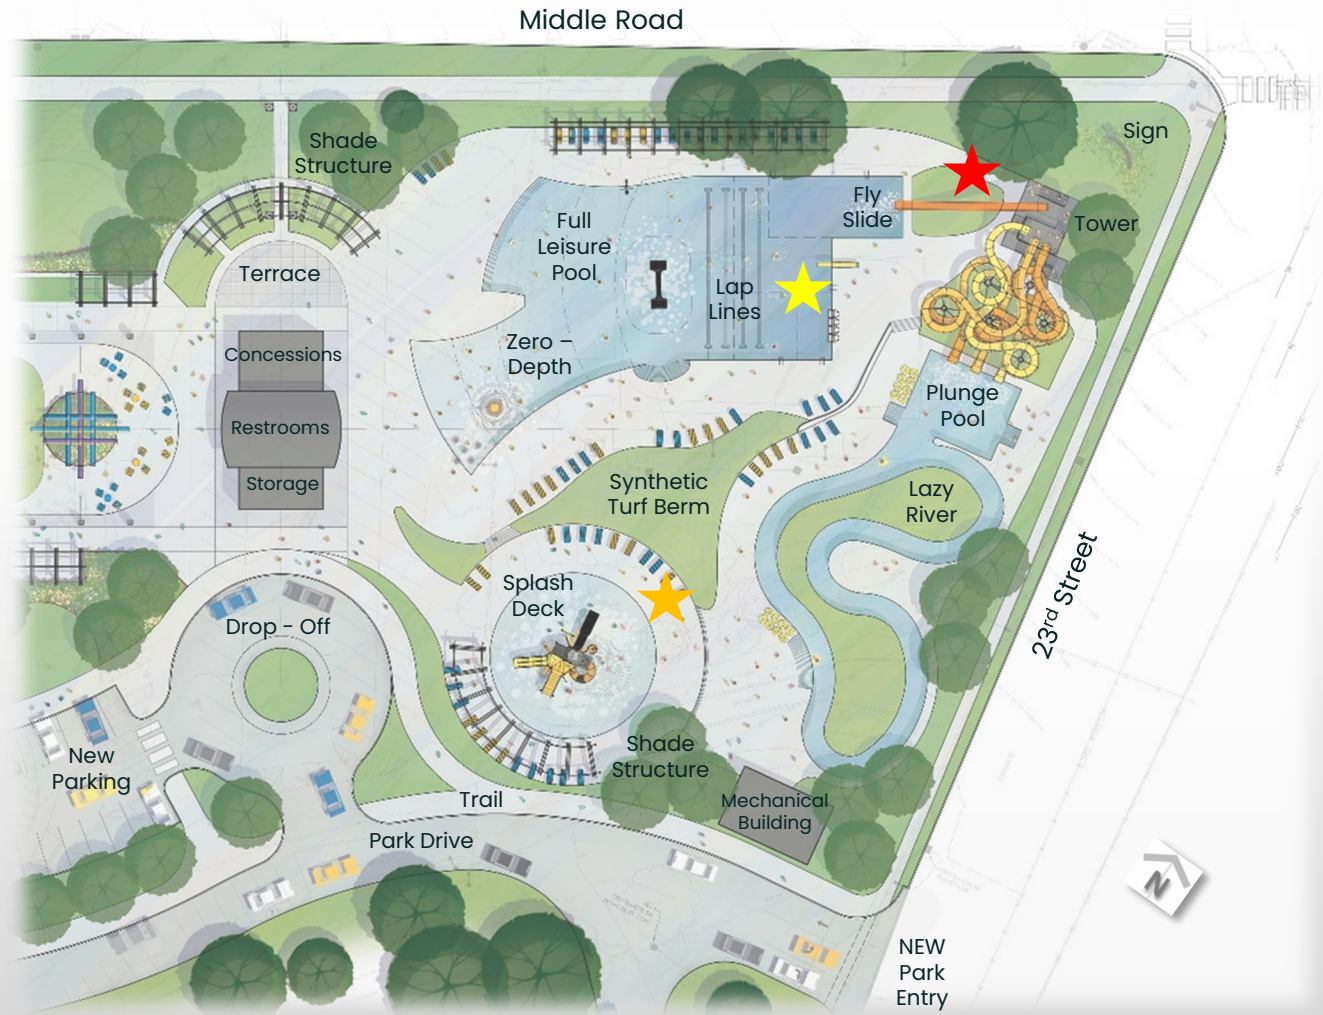 Middle Road
Sign
Shade
Structure
Fly
Slide
Tower
Full
Leisure
Pool
Terrace
Lap
Lines
Zero –
Depth
Concessions
Restrooms
Storage
Plunge
Pool
Synthetic
Turf Berm
Lazy
River
23rd Street
Splash
Deck
Drop - Off
New
Parking
Shade
Structure
Trail
Mechanical
Building
Park Drive
N
NEW
Park
Entry